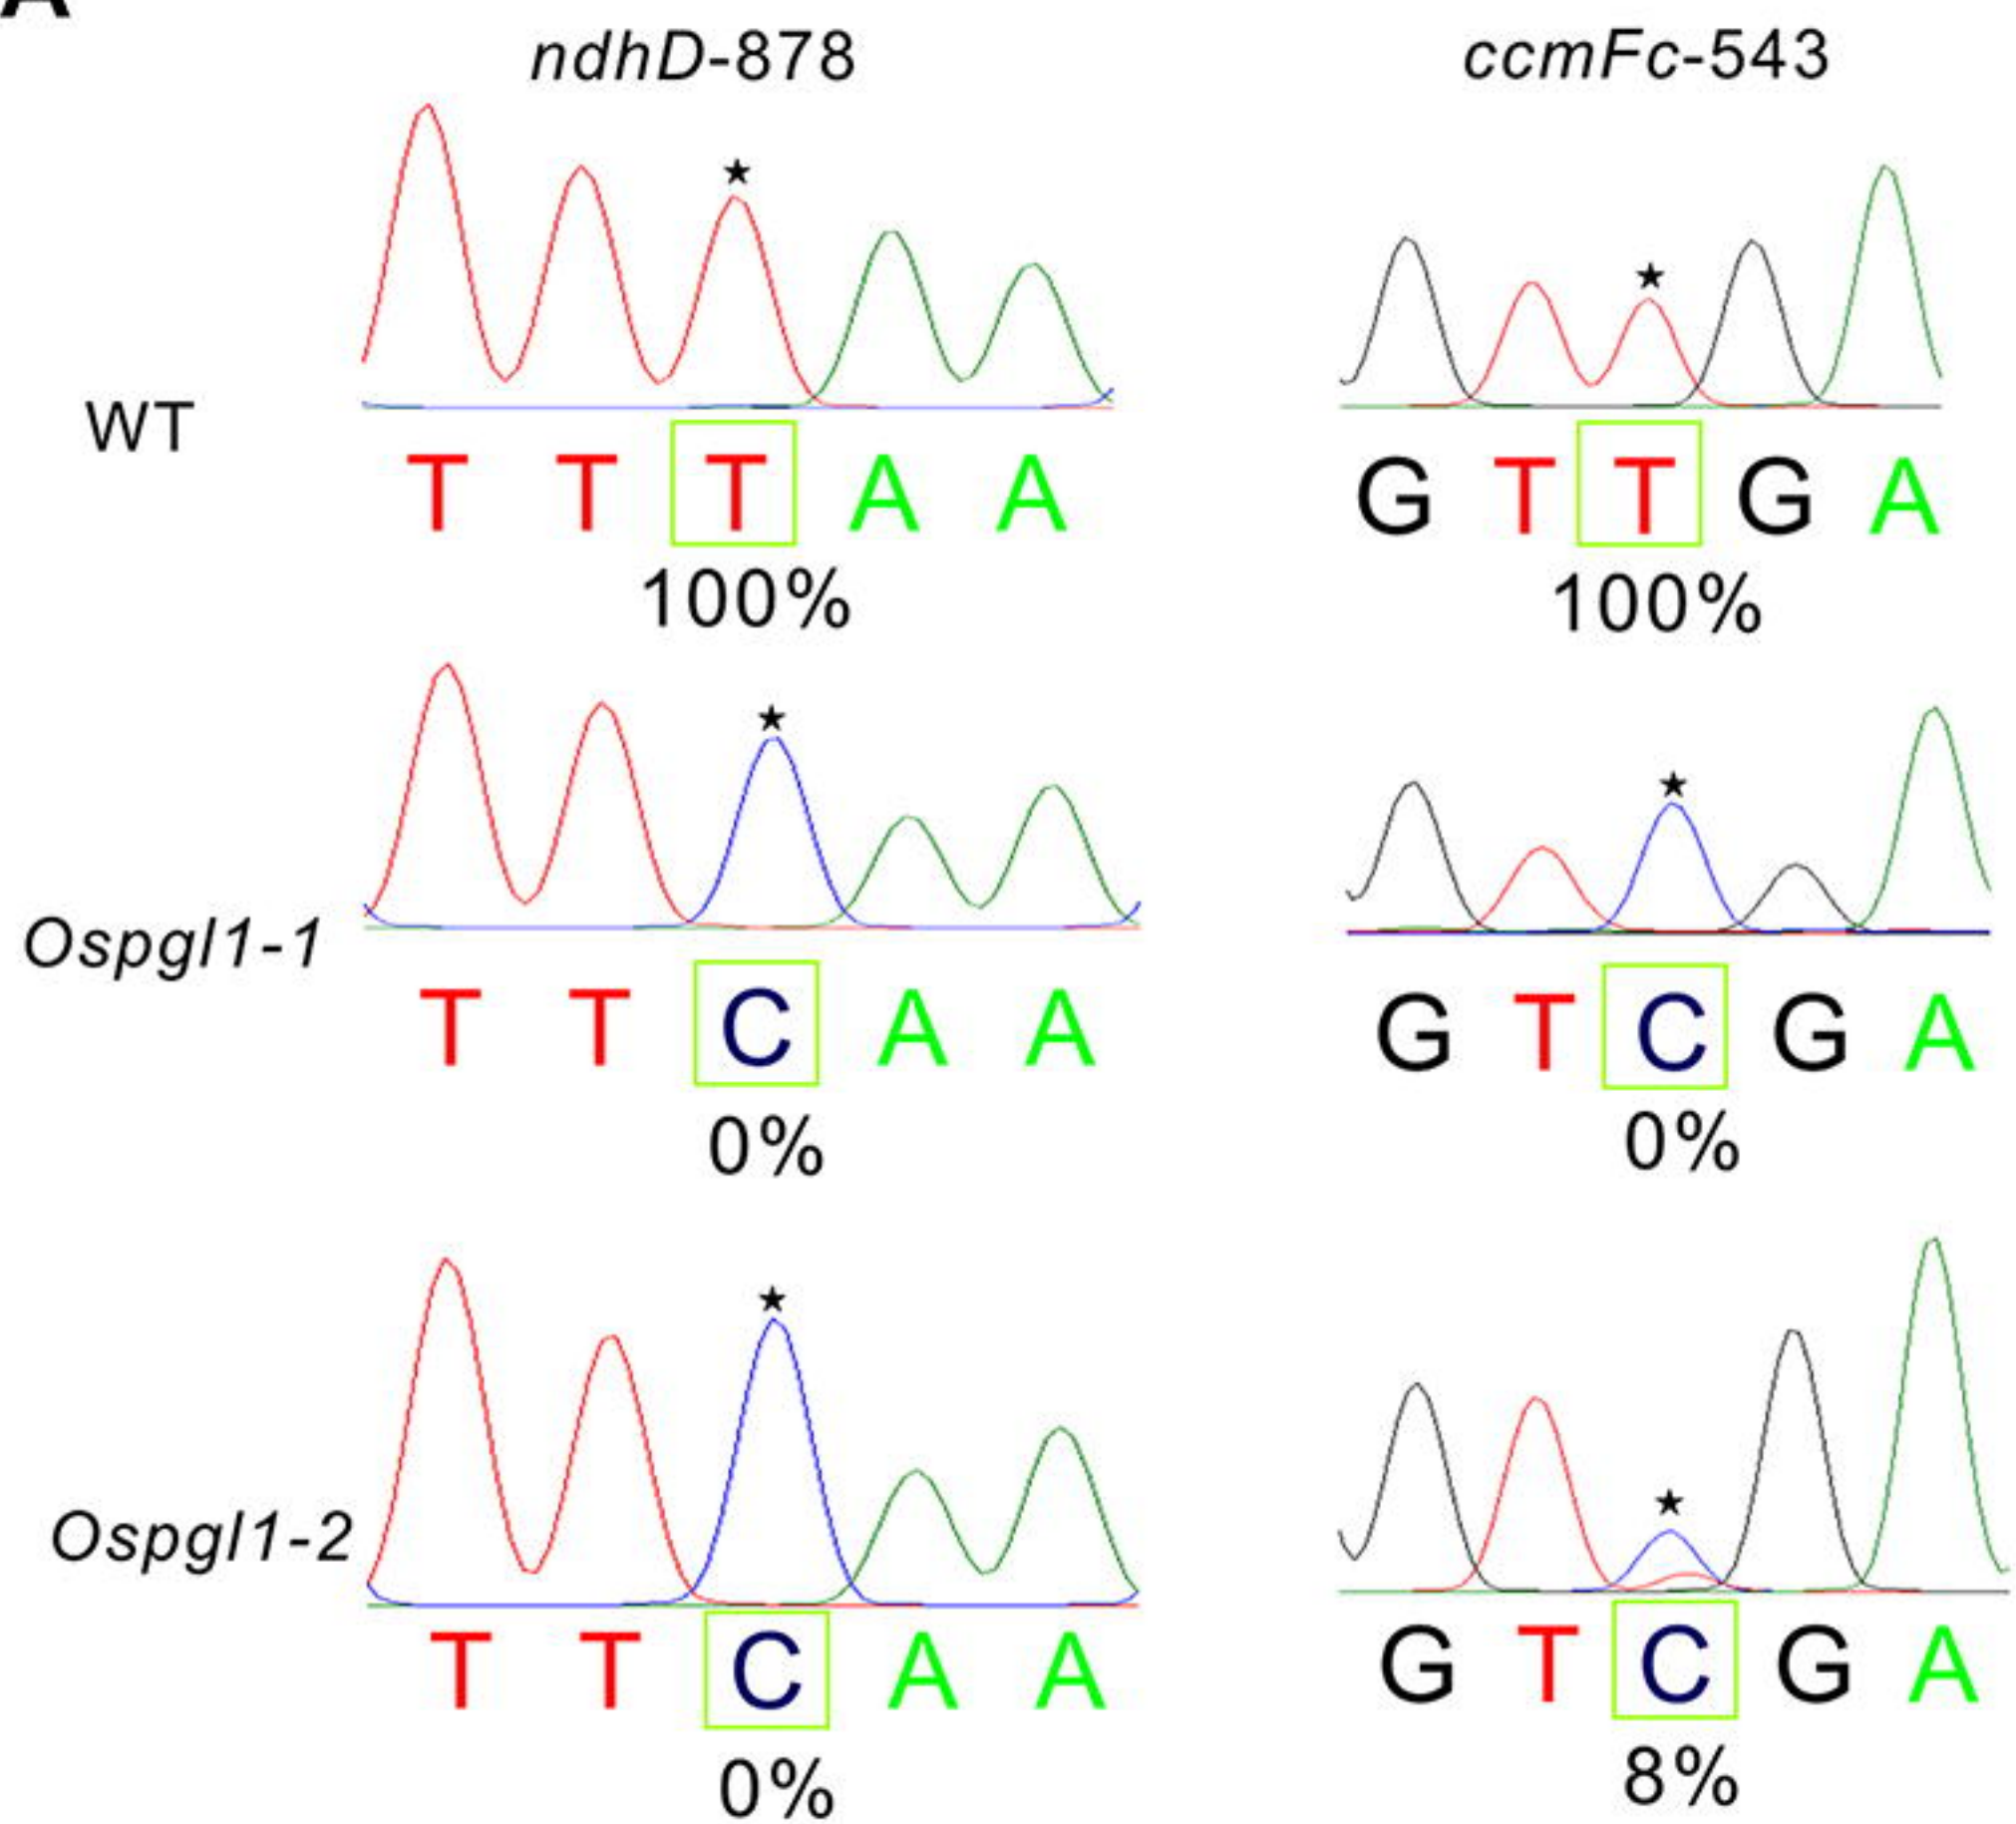 A
ndhD-878 ccmFc-543
WT
T T T A A
G T T G A
100%
100%
Ospgl1-1
T T C A A
G T C G A
0%
0%
Ospgl1-2
T T C A A
G T C G A
0%
8%